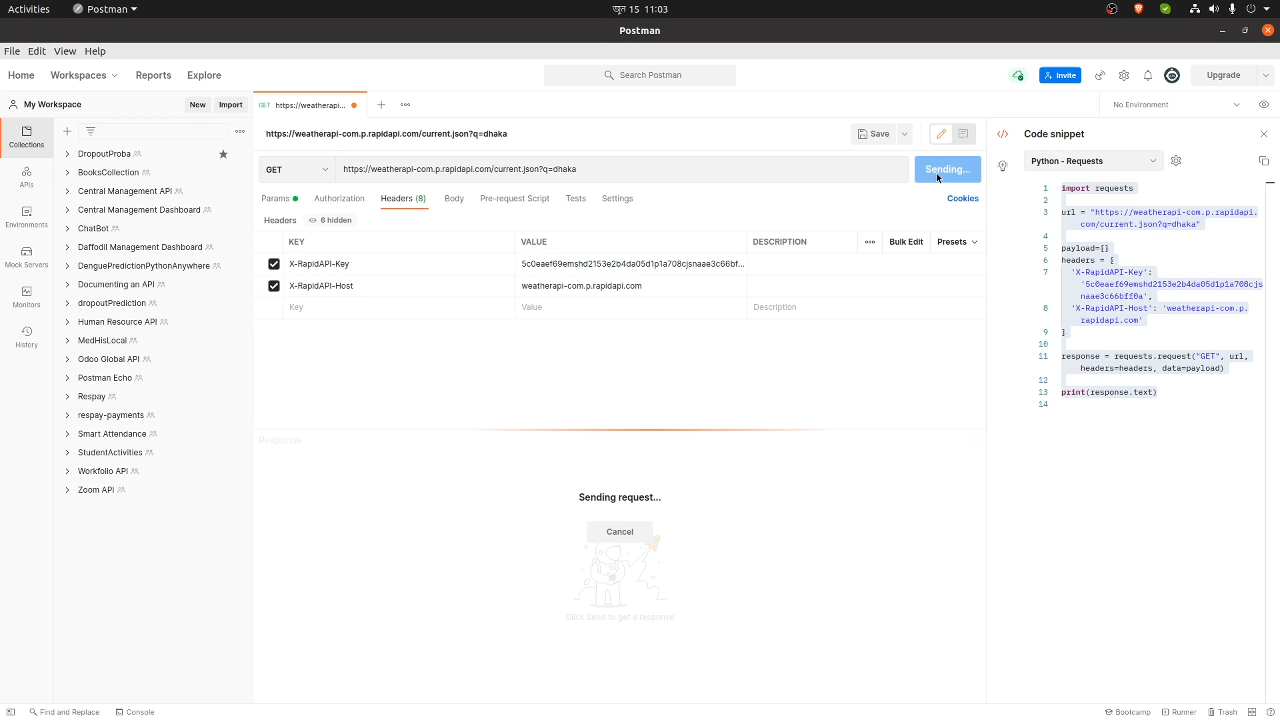 Activities
Postman
জুন 15 11:03
Postman
File Edit View Help
Home Workspaces Reports Explore
Search Postman
Invite
Upgrade
My Workspace
New
Import
GET https://weatherapi...
No Environment
Collections
APIs
Environments
Mock Servers
Monitors
History
DropoutProba
BooksCollection
Central Management API
Central Management Dashboard
ChatBot
Daffodil Management Dashboard
DenguePredictionPythonAnywhere
Documenting an API
dropoutPrediction
Human Resource API
MedHisLocal
Odoo Global API
Postman Echo
Respay
respay-payments
Smart Attendance
StudentActivities
Workfolio API
Zoom API
https://weatherapi-com.p.rapidapi.com/current.json?q=dhaka
Save
GET
https://weatherapi-com.p.rapidapi.com/current.json?q=dhaka
Sending...
Params Authorization Headers (8) Body Pre-request Script Tests Settings
Cookies
Headers 6 hidden
KEY VALUE DESCRIPTION Bulk Edit Presets
X-RapidAPI-Key 5c0eaef69emshd2153e2b4da05d1p1a708cjsnaae3c66bf...
X-RapidAPI-Host weatherapi-com.p.rapidapi.com
Key Value Description
Response
Sending request...
Cancel
Click Send to get a response
Code snippet
Python - Requests
1 import requests
2
3 url = "https://weatherapi-com.p.rapidapi.
com/current.json?q=dhaka"
4
5 payload={}
6 headers = {
7 'X-RapidAPI-Key':
'5c0eaef69emshd2153e2b4da05d1p1a708cjs
naae3c66bff0a',
8 'X-RapidAPI-Host': 'weatherapi-com.p.
rapidapi.com'
9 }
10
11 response = requests.request("GET", url,
headers=headers, data=payload)
12
13 print(response.text)
14
Find and Replace
Console
Bootcamp
Runner
Trash